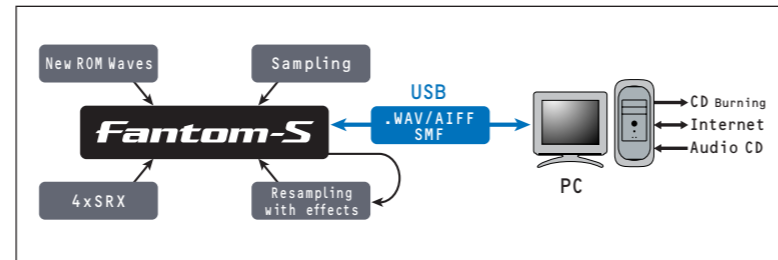 New ROM Waves
Sampling
USB
Fantom-S
.WAV/AIFF
SMF
CD Burning
Internet
Audio CD
PC
4xSRX
Resampling
with effects